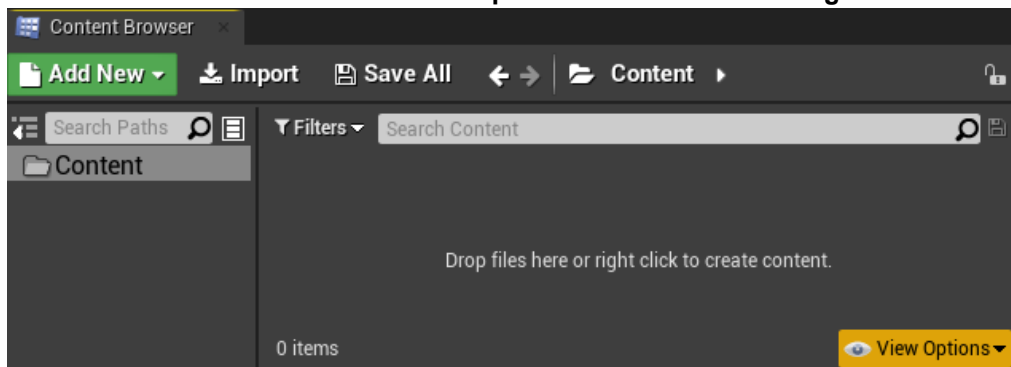 Content Browser
Add New Import Save All Content
Search Paths Filters Search Content
Content
Drop files here or right click to create content.
0 items View Options